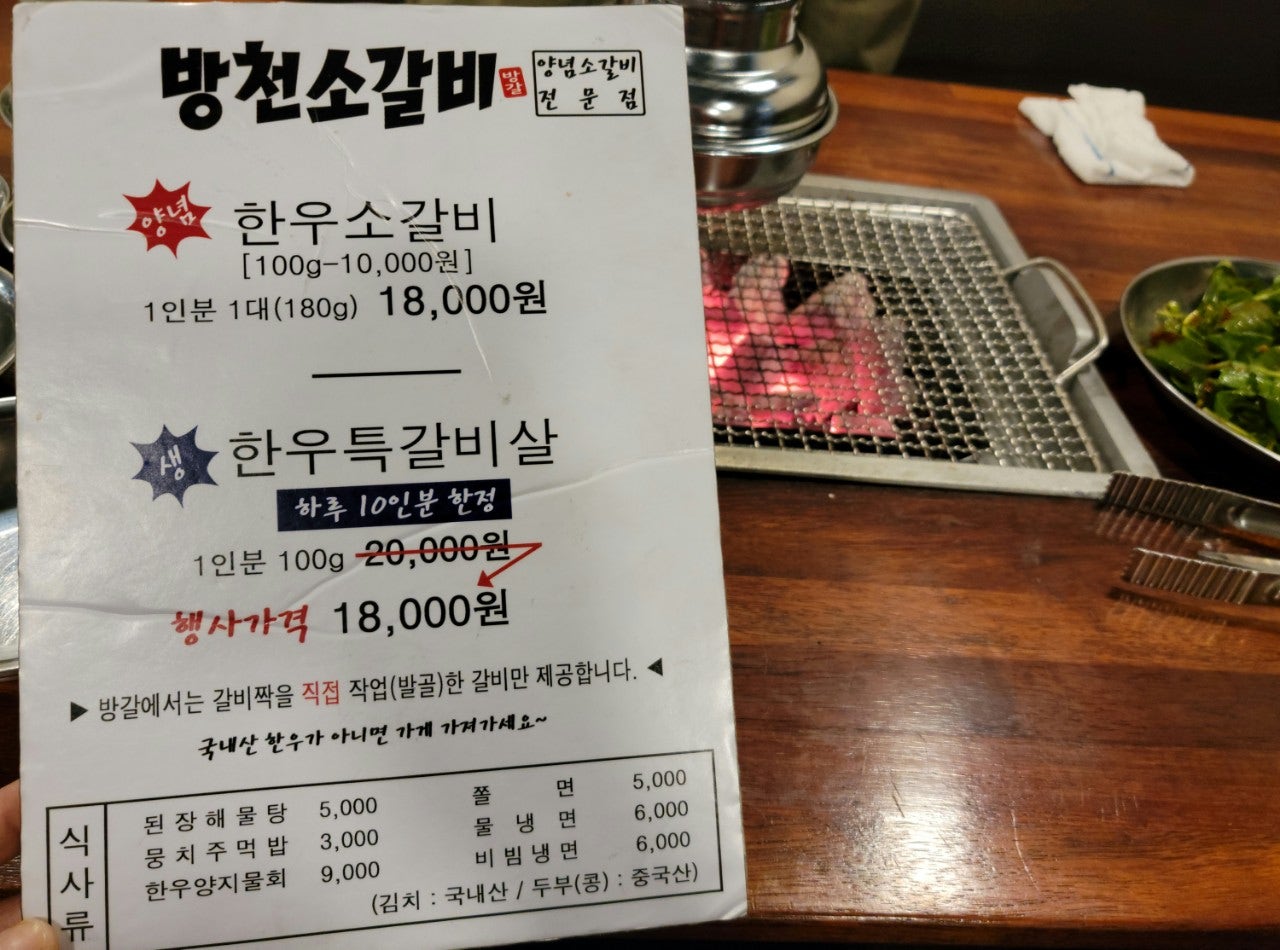 방천소갈비 방갈 양념소갈비
전문점
양념 한우소갈비
[100g-10,000원]
1인분 1대(180g) 18,000원
생 한우특갈비살
하루 10인분 한정
1인분 100g 20,000원
행사가격 18,000원
▶ 방갈에서는 갈비짝을 직접 작업(발골)한 갈비만 제공합니다. ◀
국내산 한우가 아니면 가게 가져가세요~
식사류
된장해물탕 5,000
뭉치주먹밥 3,000
한우양지물회 9,000
쫄면 5,000
물냉면 6,000
비빔냉면 6,000
(김치 : 국내산 / 두부(콩) : 중국산)